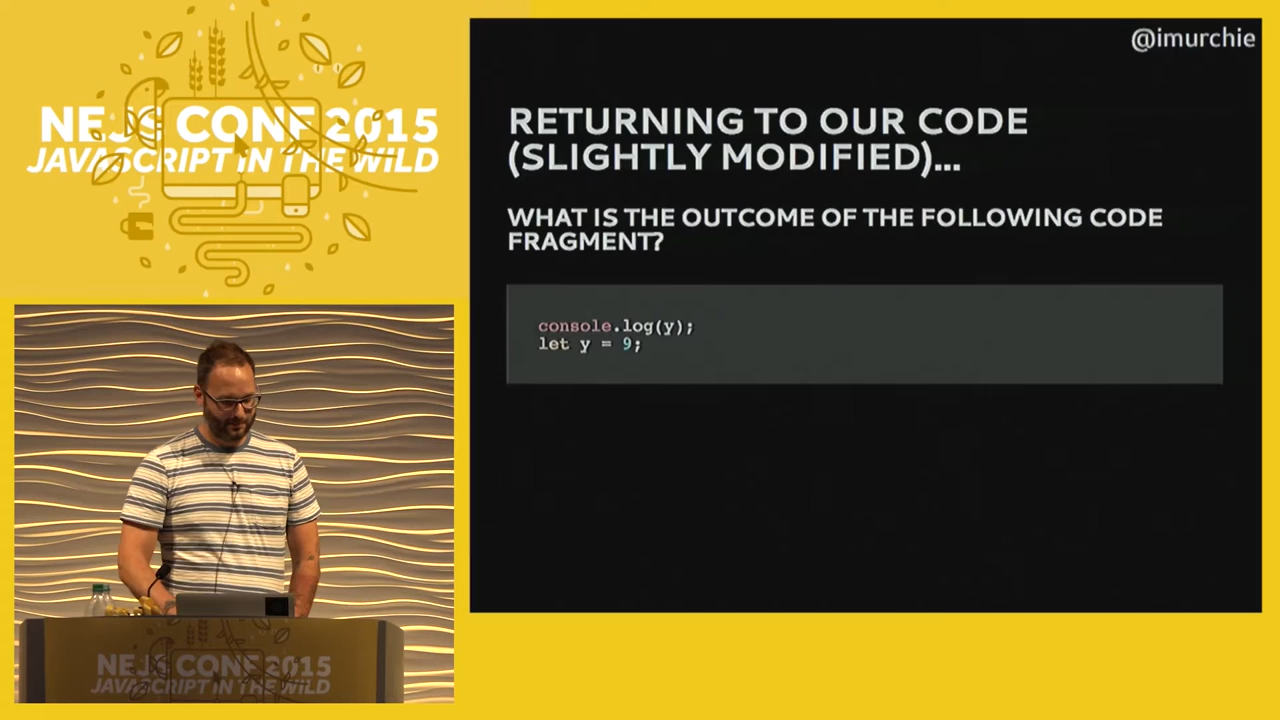 NEJS CONF 2015
JAVASCRIPT IN THE WILD
@imurchie
RETURNING TO OUR CODE
(SLIGHTLY MODIFIED)...
WHAT IS THE OUTCOME OF THE FOLLOWING CODE
FRAGMENT?
console.log(y);
let y = 9;
NEJS CONF 2015
JAVASCRIPT IN THE WILD